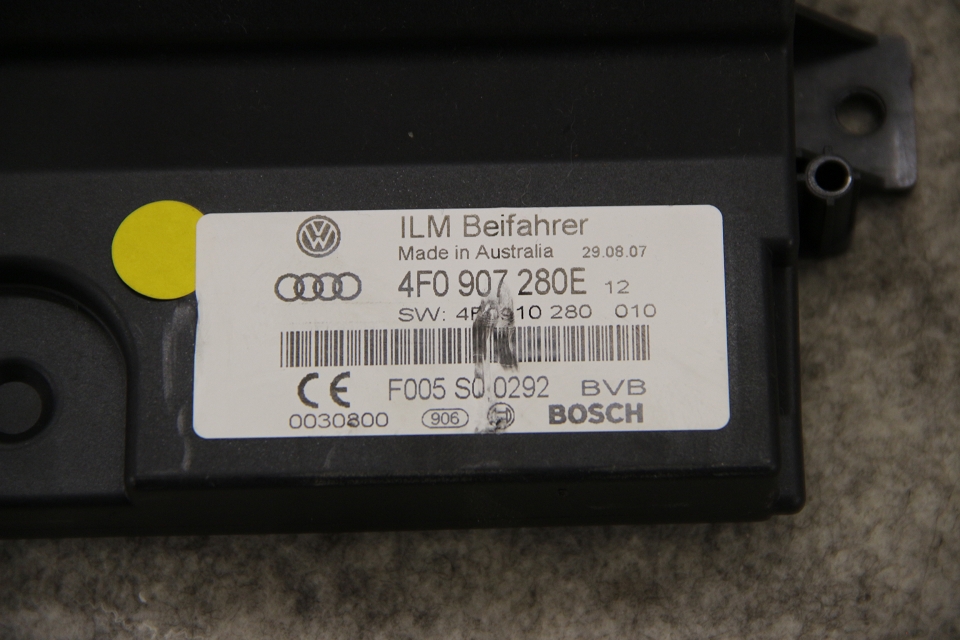 ILM Beifahrer
Made in Australia 29.08.07
4F0 907 280E 12
SW: 280 010
CE F005 S0 0292 BVB
0030800 906 BOSCH